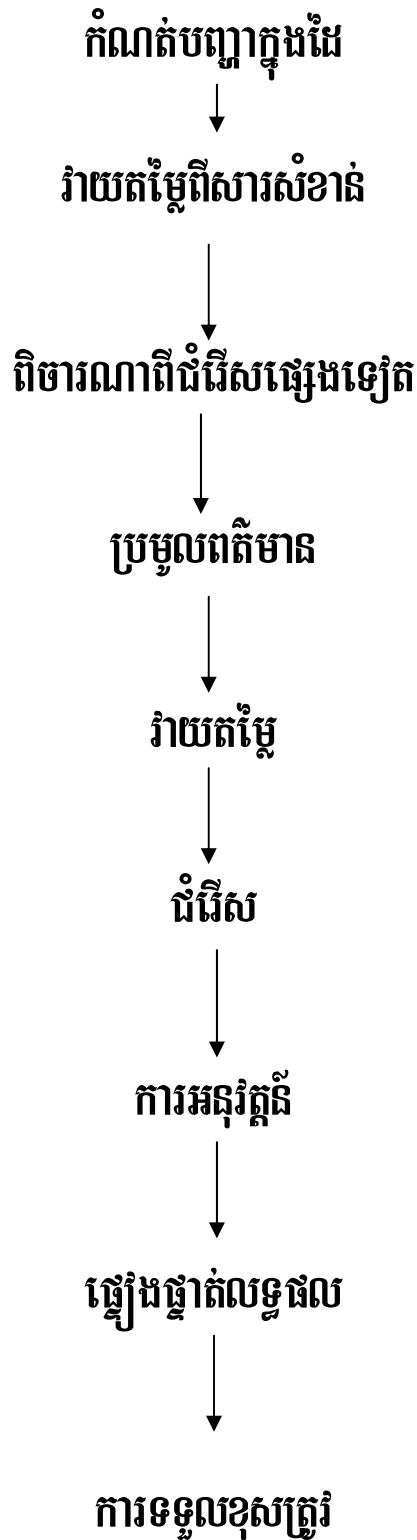 កំណត់បញ្ហាក្នុងដៃ
វាយតម្លៃពីសារសំខាន់
ពិចារណាពីជំរើសផ្សេងទៀត
ប្រមូលពត៌មាន
វាយតម្លៃ
ជំរើស
ការអនុវត្តន៍
ផ្ទៀងផ្ទាត់លទ្ធផល
ការទទួលខុសត្រូវ